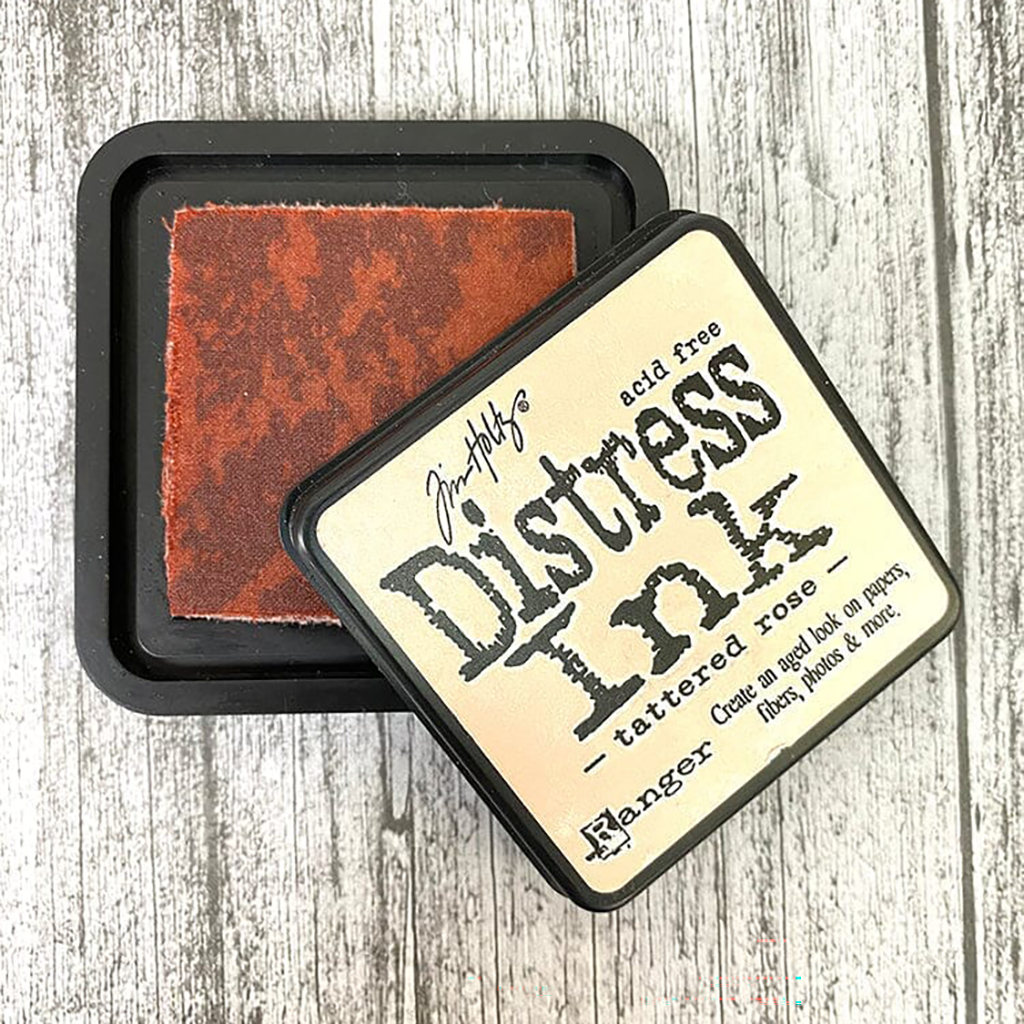 acid free
Tim Holtz®
Distress
Ink
— tattered rose —
Create an aged look on papers,
fibers, photos & more.
Ranger